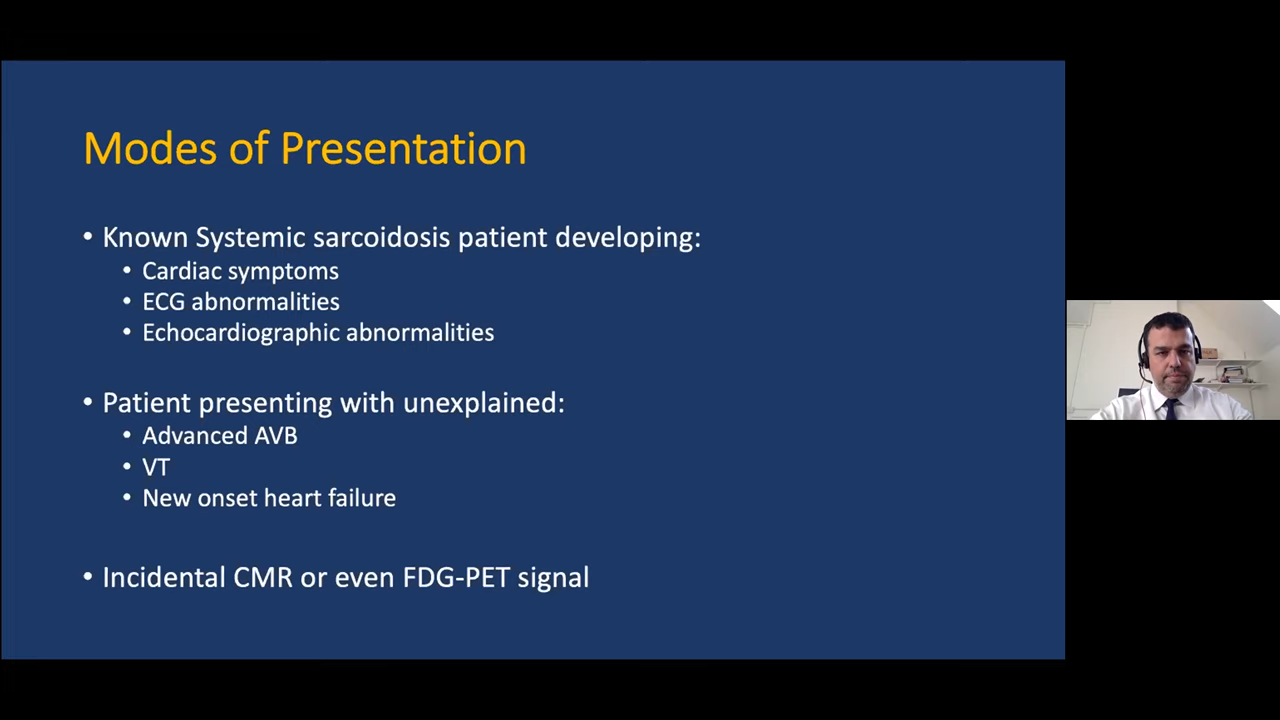 Modes of Presentation
• Known Systemic sarcoidosis patient developing:
• Cardiac symptoms
• ECG abnormalities
• Echocardiographic abnormalities
• Patient presenting with unexplained:
• Advanced AVB
• VT
• New onset heart failure
• Incidental CMR or even FDG-PET signal